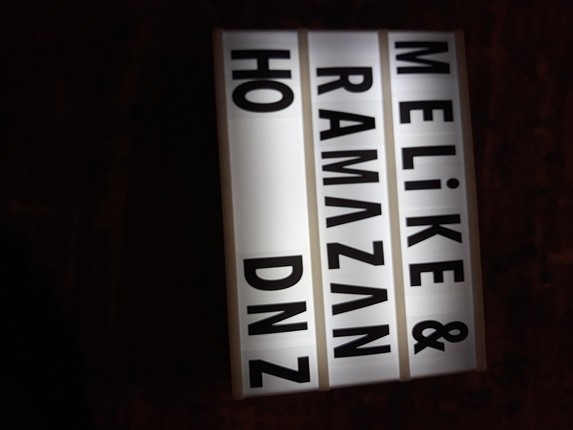 MELiKE &
RAMAZAN
HO DNZ